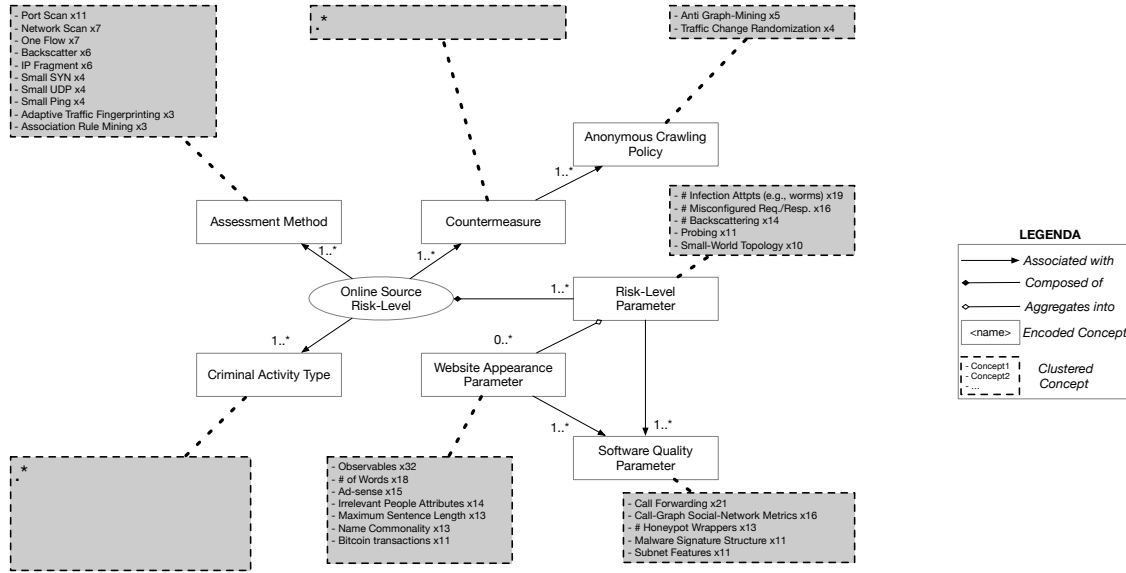 - Port Scan x11
- Network Scan x7
- One Flow x7
- Backscatter x6
- IP Fragment x6
- Small SYN x4
- Small UDP x4
- Small Ping x4
- Adaptive Traffic Fingerprinting x3
- Association Rule Mining x3
*
.
- Anti Graph-Mining x5
- Traffic Change Randomization x4
Anonymous Crawling
Policy
1..*
Assessment Method
Countermeasure
1..*
1..*
- # Infection Attpts (e.g., worms) x19
- # Misconfigured Req./Resp. x16
- # Backscattering x14
- Probing x11
- Small-World Topology x10
Online Source
Risk-Level
1..*
Risk-Level
Parameter
1..*
0..*
Criminal Activity Type
Website Appearance
Parameter
1..*
1..*
Software Quality
Parameter
*
.
- Observables x32
- # of Words x18
- Ad-sense x15
- Irrelevant People Attributes x14
- Maximum Sentence Length x13
- Name Commonality x13
- Bitcoin transactions x11
- Call Forwarding x21
- Call-Graph Social-Network Metrics x16
- # Honeypot Wrappers x13
- Malware Signature Structure x11
- Subnet Features x11
LEGENDA
Associated with
Composed of
Aggregates into
<name> Encoded Concept
- Concept1
- Concept2
- ...
Clustered
Concept